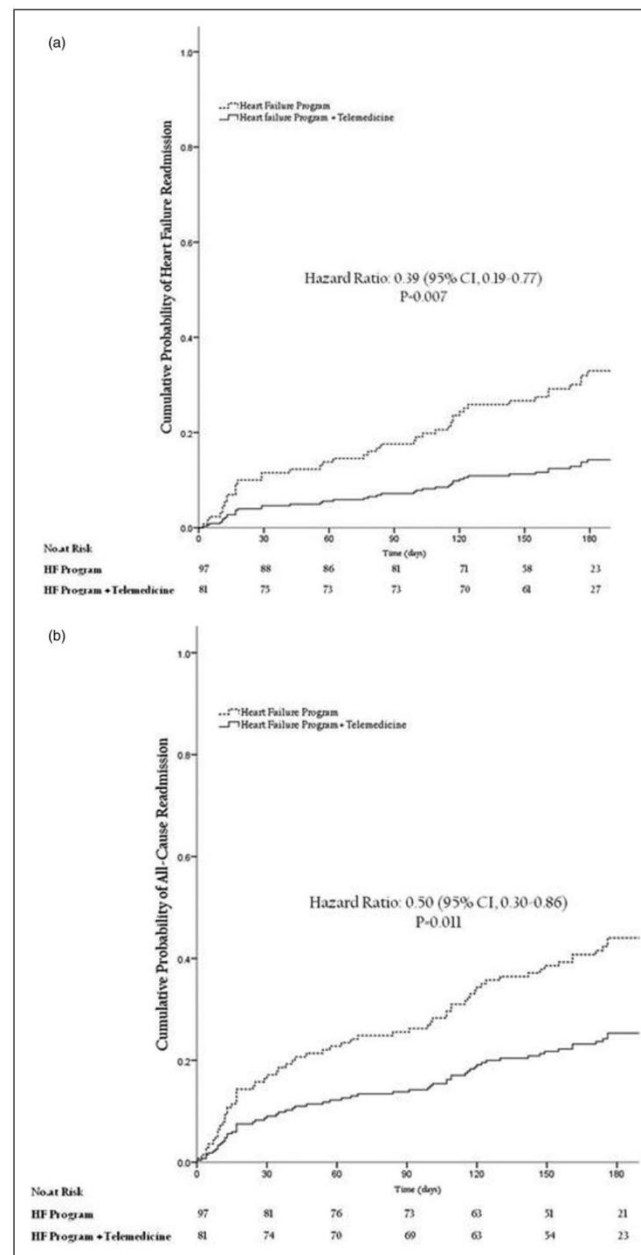 (a)
1.0
Heart Failure Program
Heart failure Program + Telemedicine
0.8
Cumulative Probability of Heart Failure Readmission
0.6
Hazard Ratio: 0.39 (95% CI, 0.19-0.77)
P=0.007
0.4
0.2
0.0
0 30 60 90 120 150 180
Time (days)
No.at Risk
HF Program 97 88 86 81 71 58 23
HF Program + Telemedicine 81 75 73 73 70 61 27
(b)
1.0
Heart Failure Program
Heart Failure Program + Telemedicine
0.8
Cumulative Probability of All-Cause Readmission
0.6
Hazard Ratio: 0.50 (95% CI, 0.30-0.86)
P=0.011
0.4
0.2
0.0
0 30 60 90 120 150 180
Time (days)
No.at Risk
HF Program 97 81 76 73 63 51 21
HF Program + Telemedicine 81 74 70 69 63 54 23